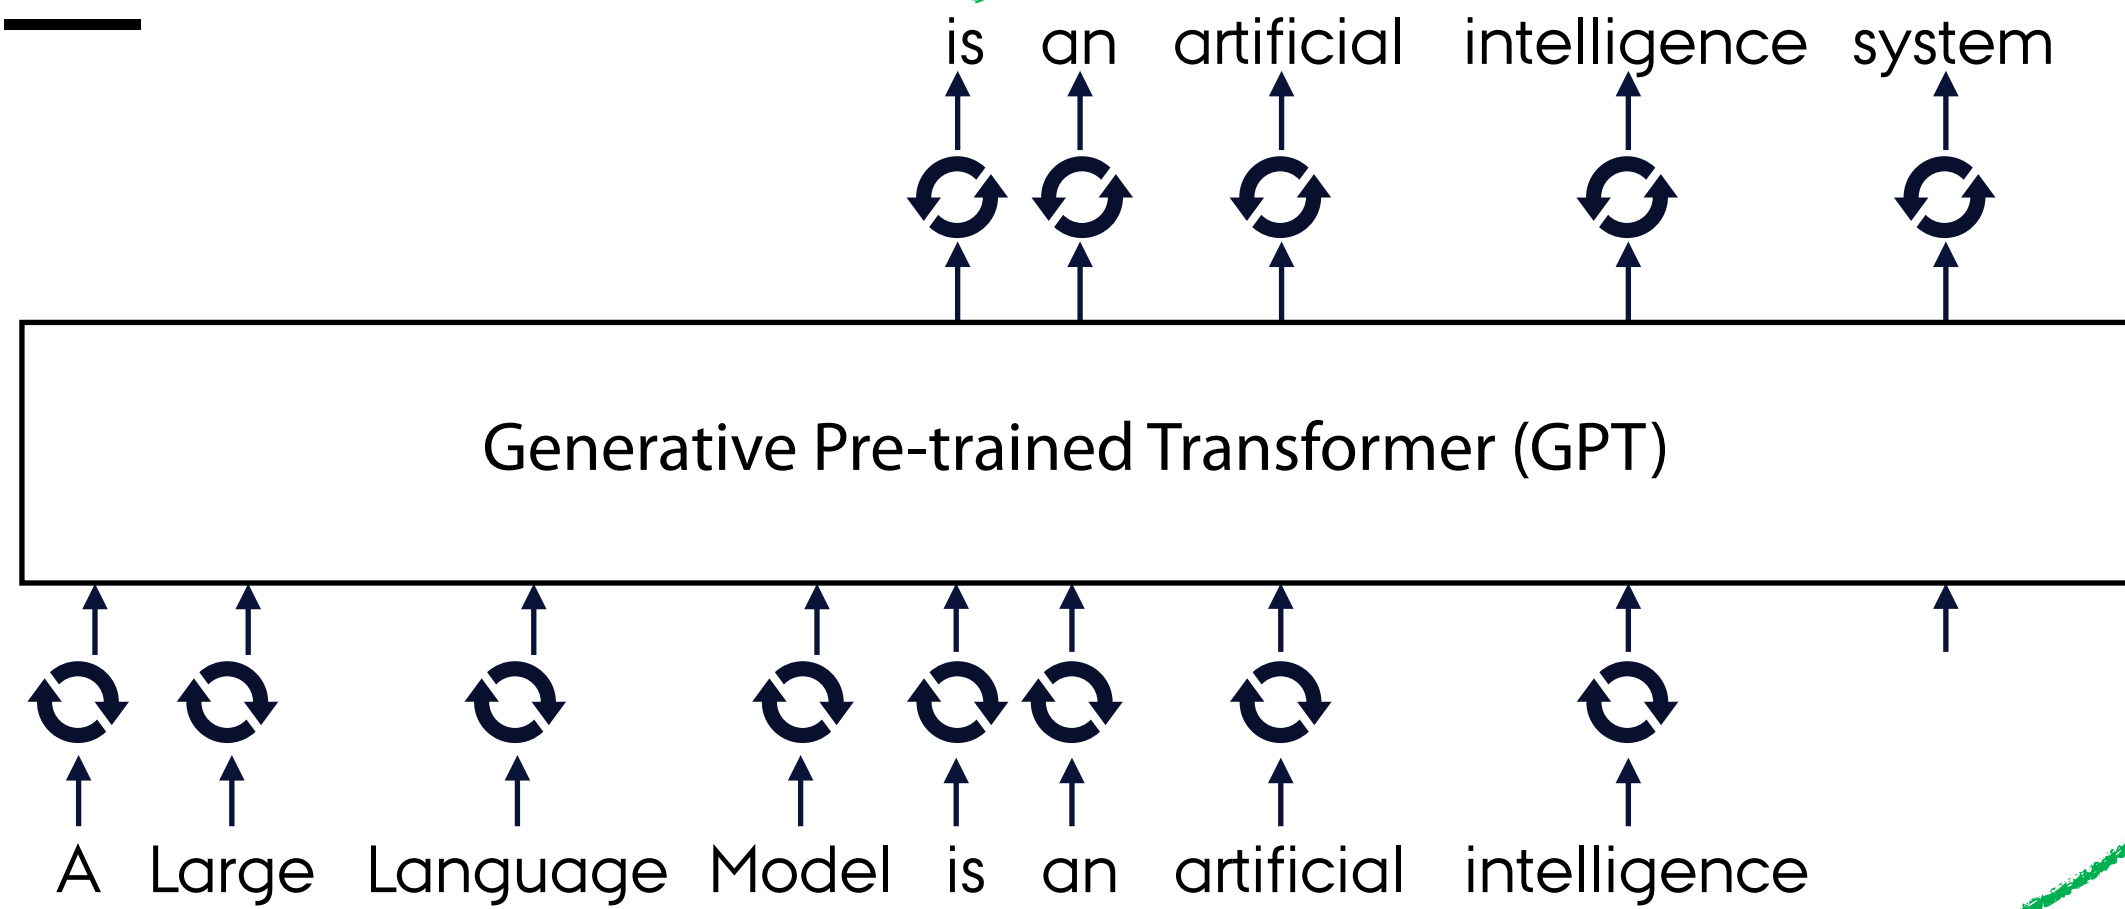 is an artificial intelligence system
Generative Pre-trained Transformer (GPT)
A Large Language Model is an artificial intelligence